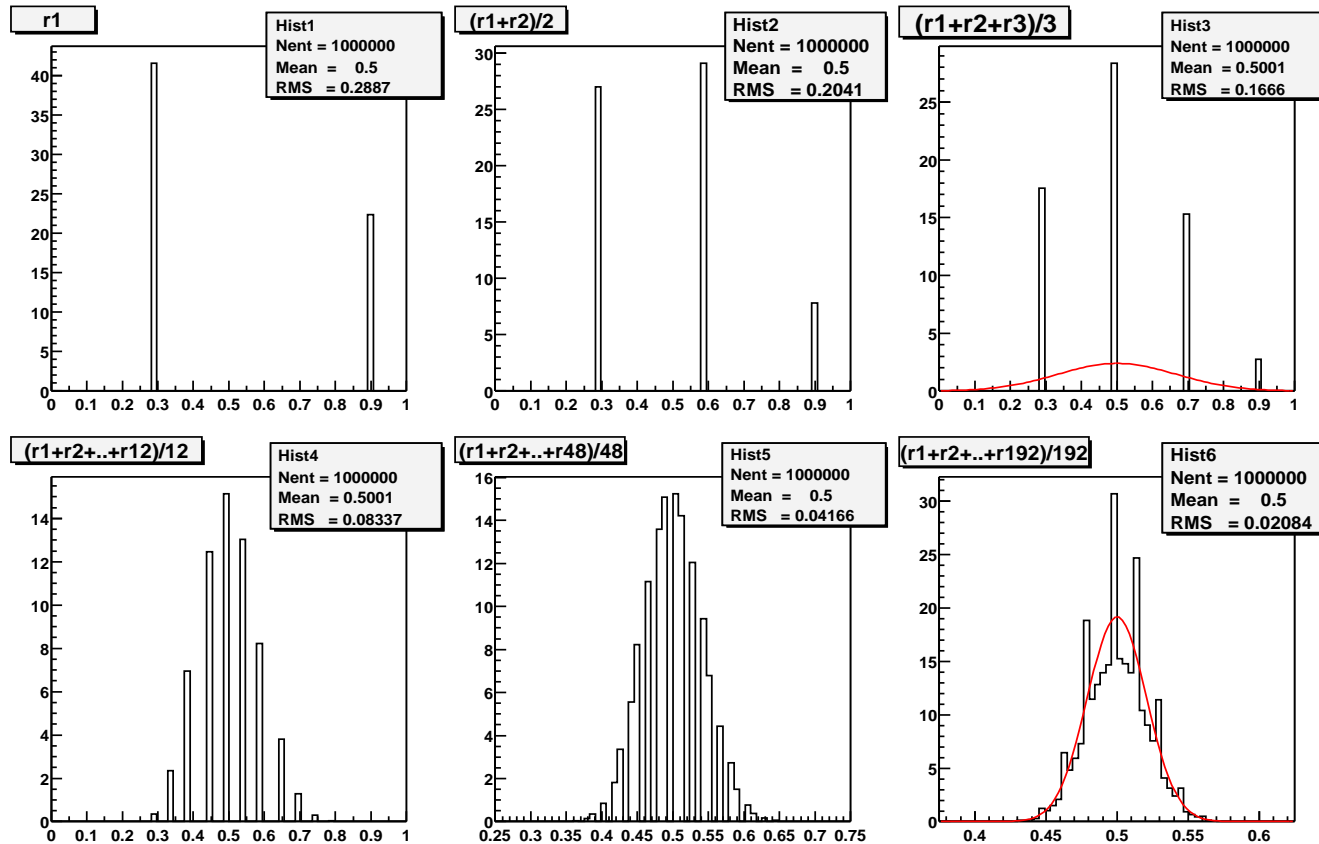 r1
Hist1
Nent = 1000000
Mean = 0.5
RMS = 0.2887
0 5 10 15 20 25 30 35 40
0 0.1 0.2 0.3 0.4 0.5 0.6 0.7 0.8 0.9 1
(r1+r2)/2
Hist2
Nent = 1000000
Mean = 0.5
RMS = 0.2041
0 5 10 15 20 25 30
0 0.1 0.2 0.3 0.4 0.5 0.6 0.7 0.8 0.9 1
(r1+r2+r3)/3
Hist3
Nent = 1000000
Mean = 0.5001
RMS = 0.1666
0 5 10 15 20 25
0 0.1 0.2 0.3 0.4 0.5 0.6 0.7 0.8 0.9 1
(r1+r2+..+r12)/12
Hist4
Nent = 1000000
Mean = 0.5001
RMS = 0.08337
0 2 4 6 8 10 12 14
0 0.1 0.2 0.3 0.4 0.5 0.6 0.7 0.8 0.9 1
(r1+r2+..+r48)/48
Hist5
Nent = 1000000
Mean = 0.5
RMS = 0.04166
0 2 4 6 8 10 12 14 16
0.25 0.3 0.35 0.4 0.45 0.5 0.55 0.6 0.65 0.7 0.75
(r1+r2+..+r192)/192
Hist6
Nent = 1000000
Mean = 0.5
RMS = 0.02084
0 5 10 15 20 25 30
0.4 0.45 0.5 0.55 0.6